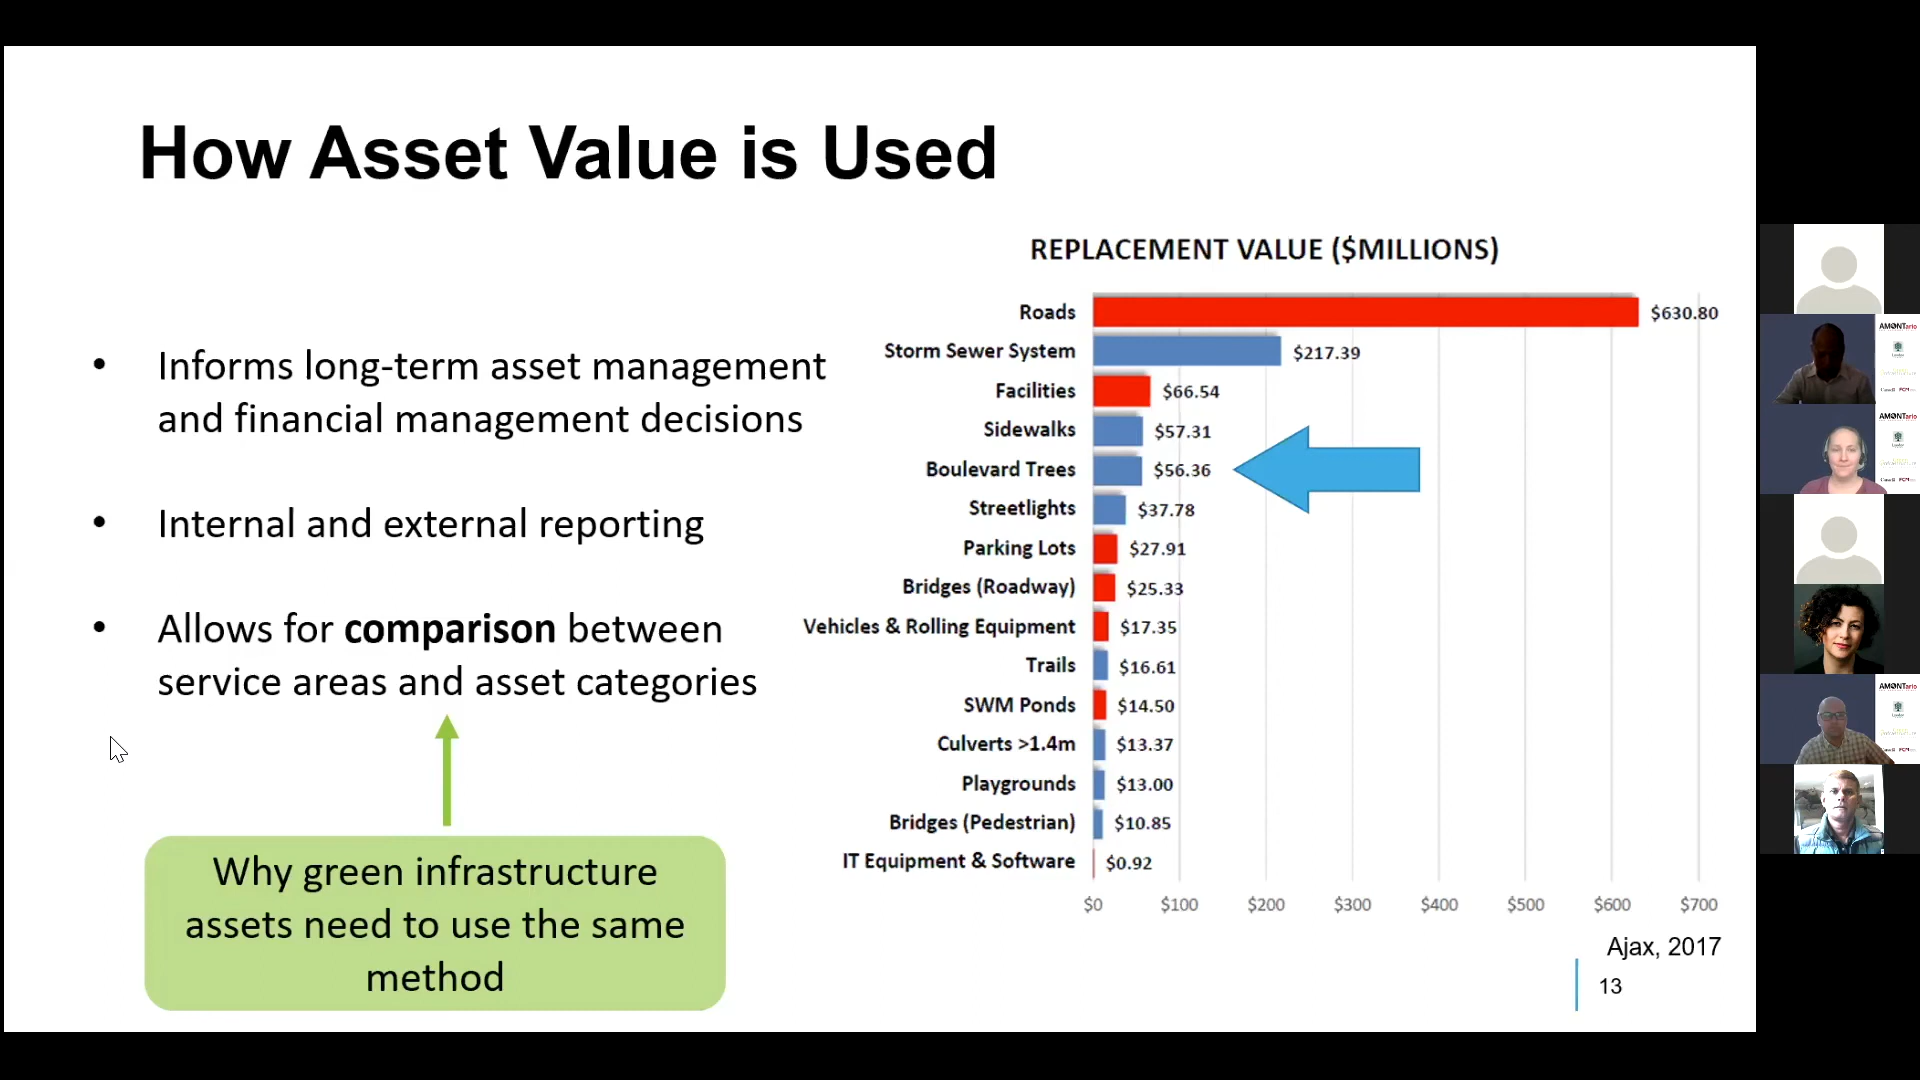 How Asset Value is Used
• Informs long-term asset management
and financial management decisions
• Internal and external reporting
• Allows for comparison between
service areas and asset categories
Why green infrastructure
assets need to use the same
method
REPLACEMENT VALUE ($MILLIONS)
Roads $630.80
Storm Sewer System $217.39
Facilities $66.54
Sidewalks $57.31
Boulevard Trees $56.36
Streetlights $37.78
Parking Lots $27.91
Bridges (Roadway) $25.33
Vehicles & Rolling Equipment $17.35
Trails $16.61
SWM Ponds $14.50
Culverts >1.4m $13.37
Playgrounds $13.00
Bridges (Pedestrian) $10.85
IT Equipment & Software $0.92
$0 $100 $200 $300 $400 $500 $600 $700
Ajax, 2017
13
AMONTario
AMONTario
AMONTario